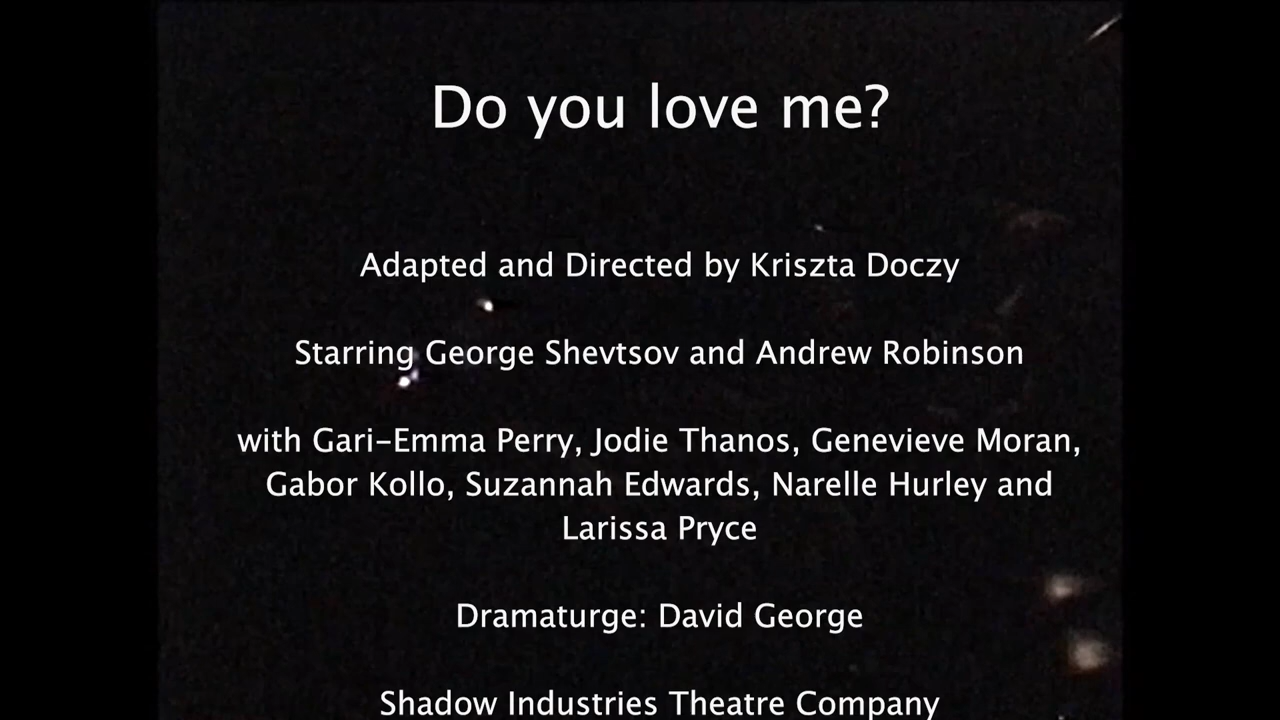 Do you love me?
Adapted and Directed by Kriszta Doczy
Starring George Shevtsov and Andrew Robinson
with Gari-Emma Perry, Jodie Thanos, Genevieve Moran,
Gabor Kollo, Suzannah Edwards, Narelle Hurley and
Larissa Pryce
Dramaturge: David George
Shadow Industries Theatre Company